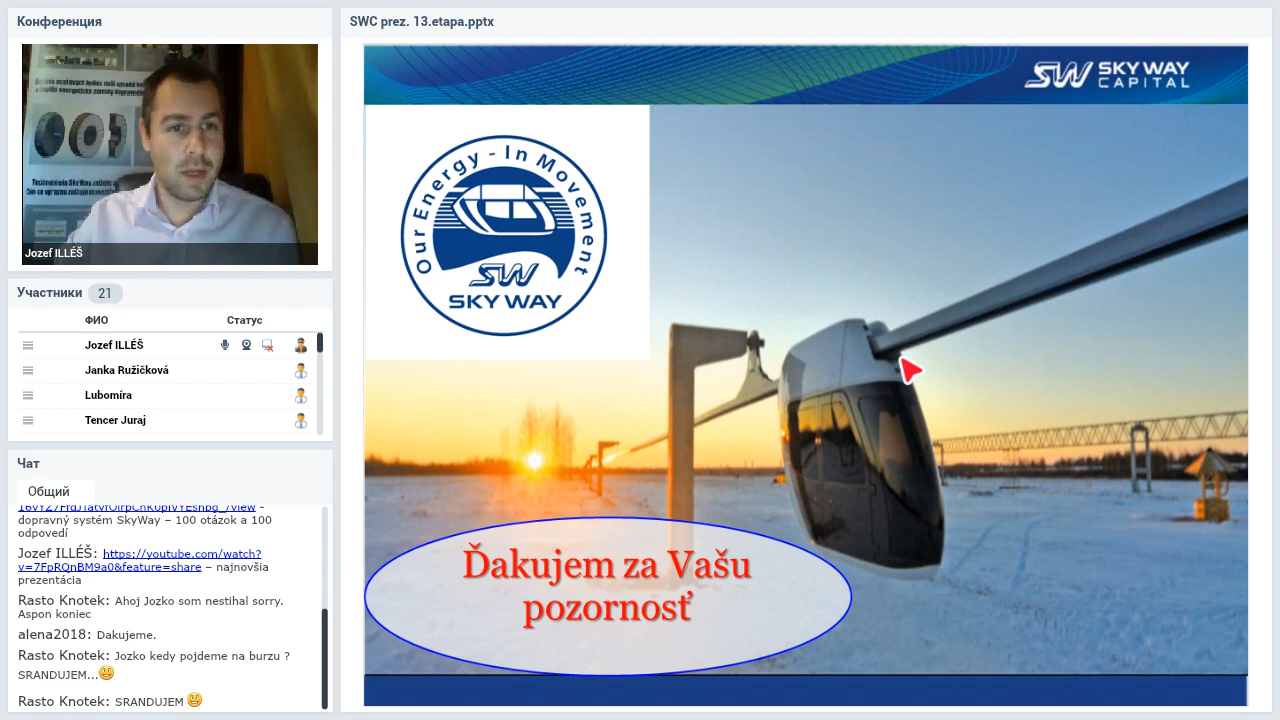 Конференция
Jozef ILLÉŠ
Участники 21
ФИО Статус
Jozef ILLÉŠ
Janka Ružičková
Lubomíra
Tencer Juraj
Чат
Общий
dopravný systém SkyWay – 100 otázok a 100
odpovedí
Jozef ILLÉŠ: https://youtube.com/watch?
v=7FpRQnBM9a0&feature=share – najnovšia
prezentácia
Rasto Knotek: Ahoj Jozko som nestihal sorry.
Aspon koniec
alena2018: Dakujeme.
Rasto Knotek: Jozko kedy pojdeme na burzu ?
SRANDUJEM...
Rasto Knotek: SRANDUJEM
SWC prez. 13.etapa.pptx
SW SKY WAY
CAPITAL
Our Energy - In Movement
SW
SKY WAY
Ďakujem za Vašu
pozornosť